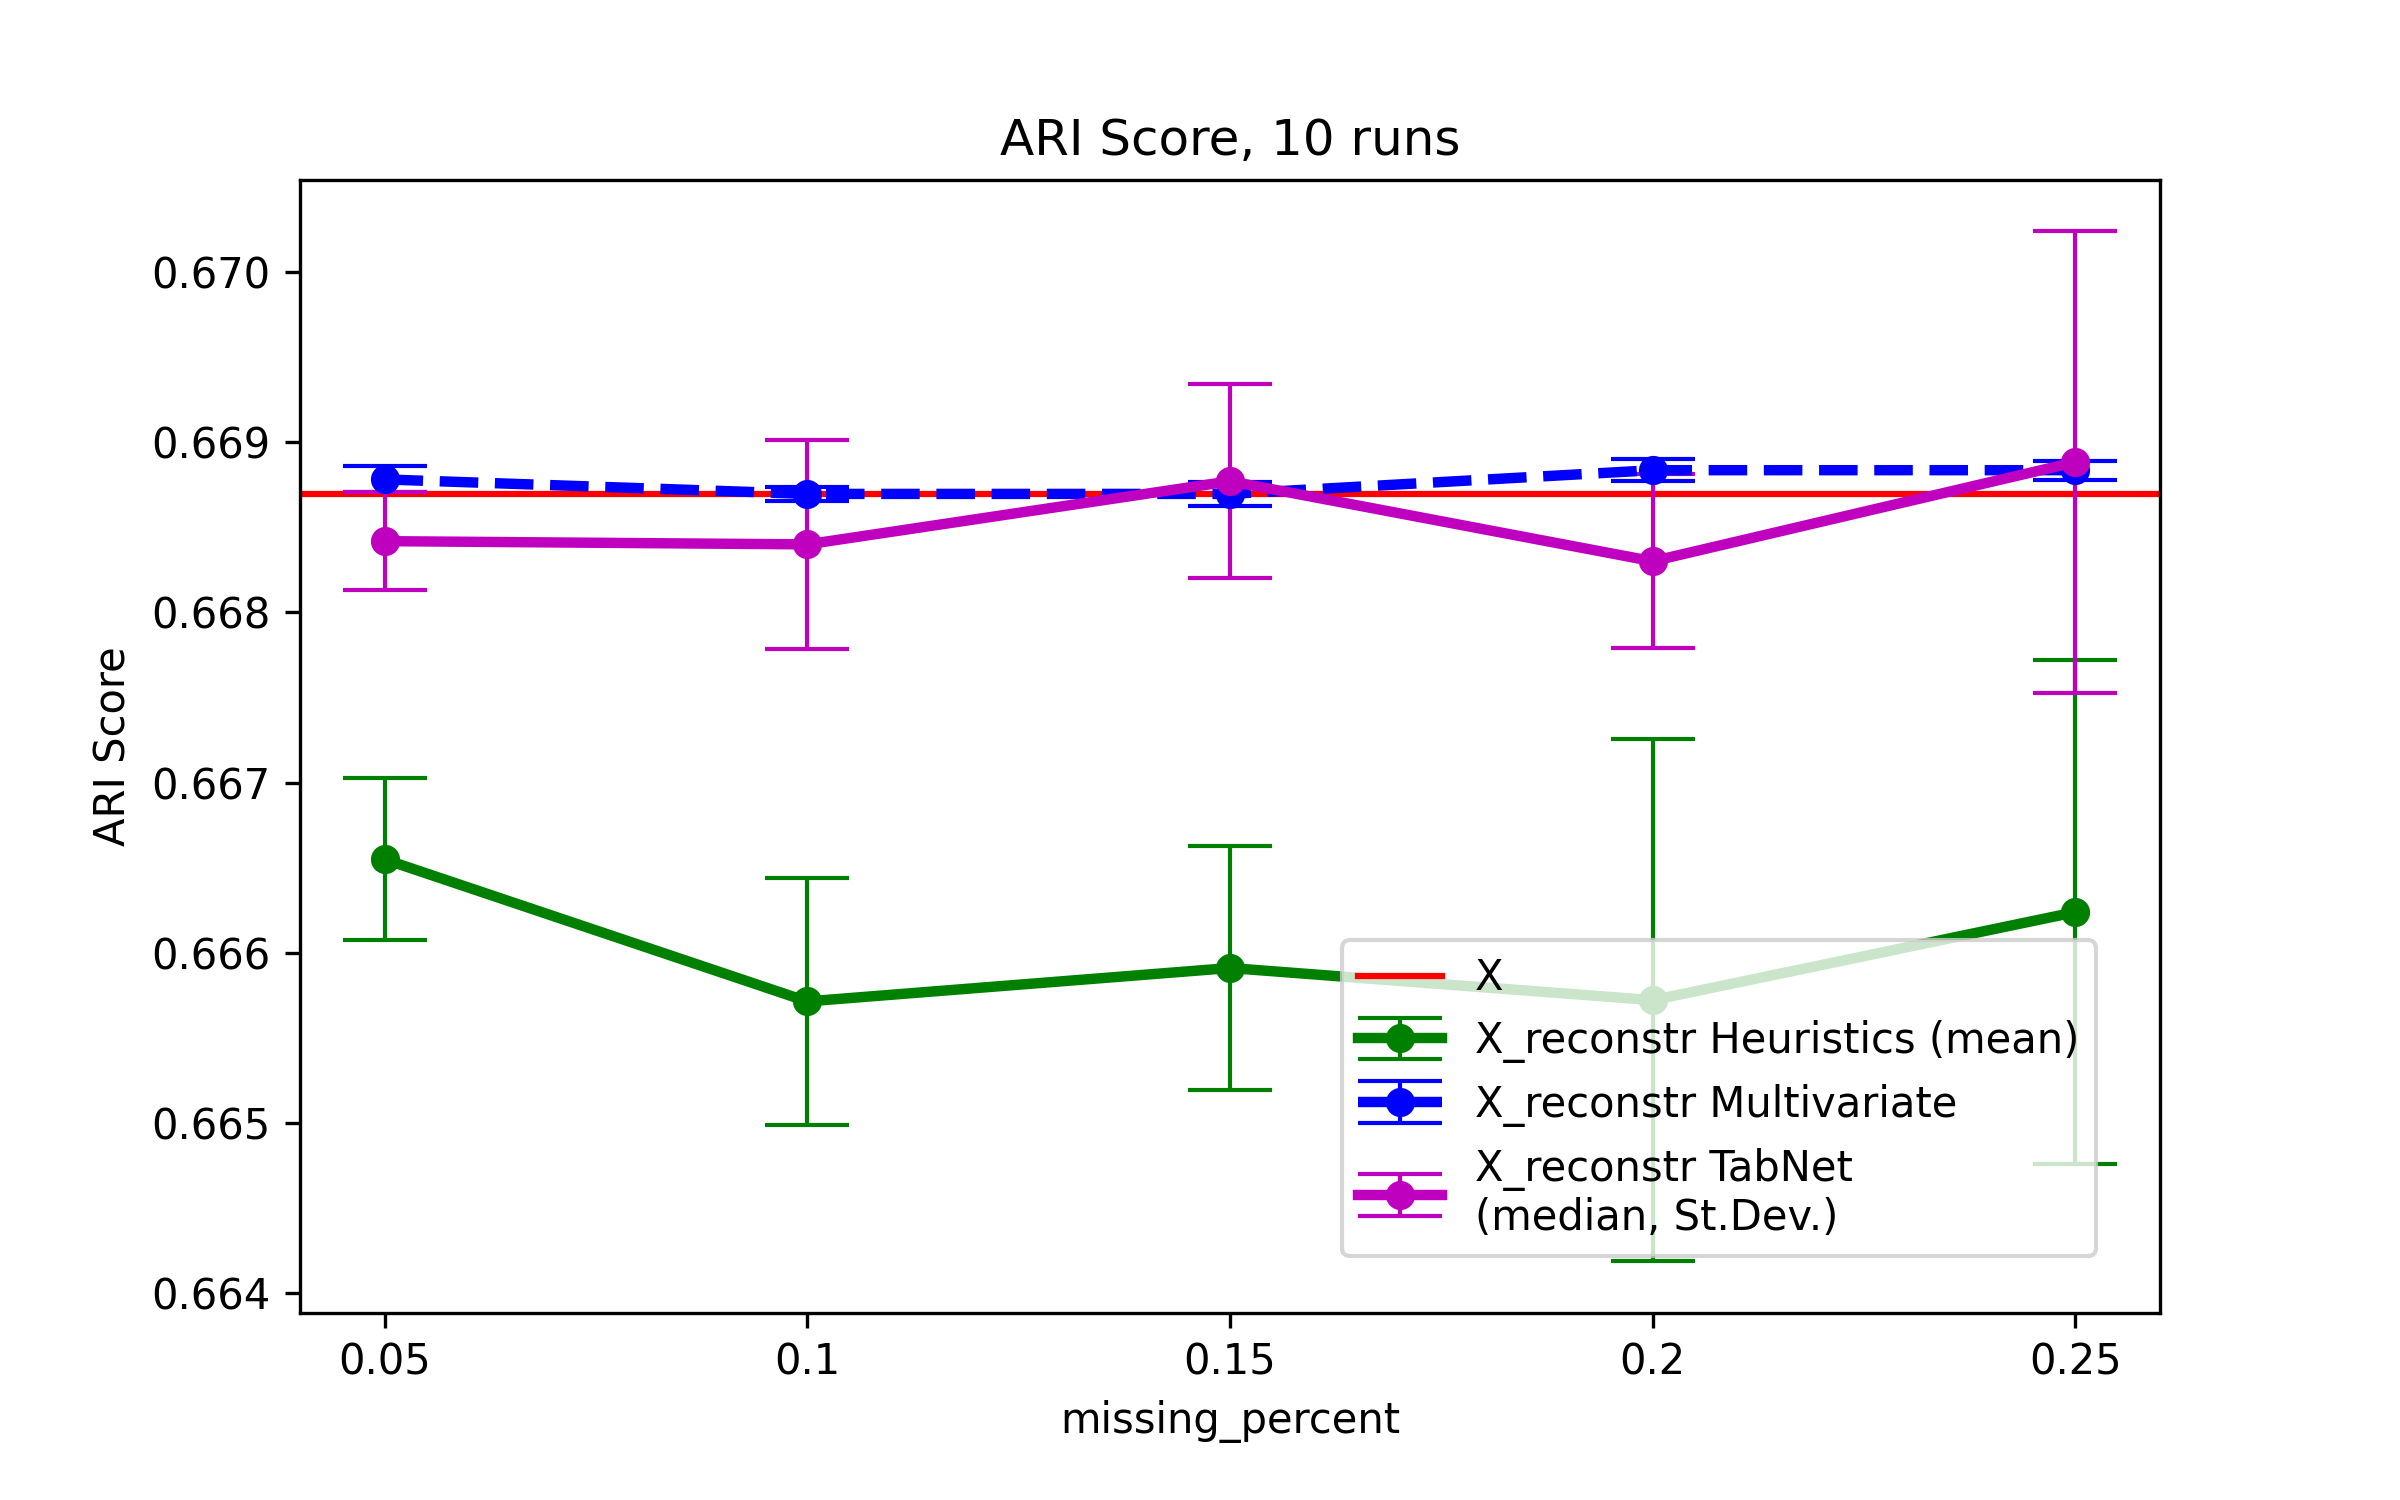 ARI Score, 10 runs
ARI Score
0.670
0.669
0.668
0.667
0.666
0.665
0.664
X
X_reconstr Heuristics (mean)
X_reconstr Multivariate
X_reconstr TabNet
(median, St.Dev.)
0.05
0.1
0.15
0.2
0.25
missing_percent